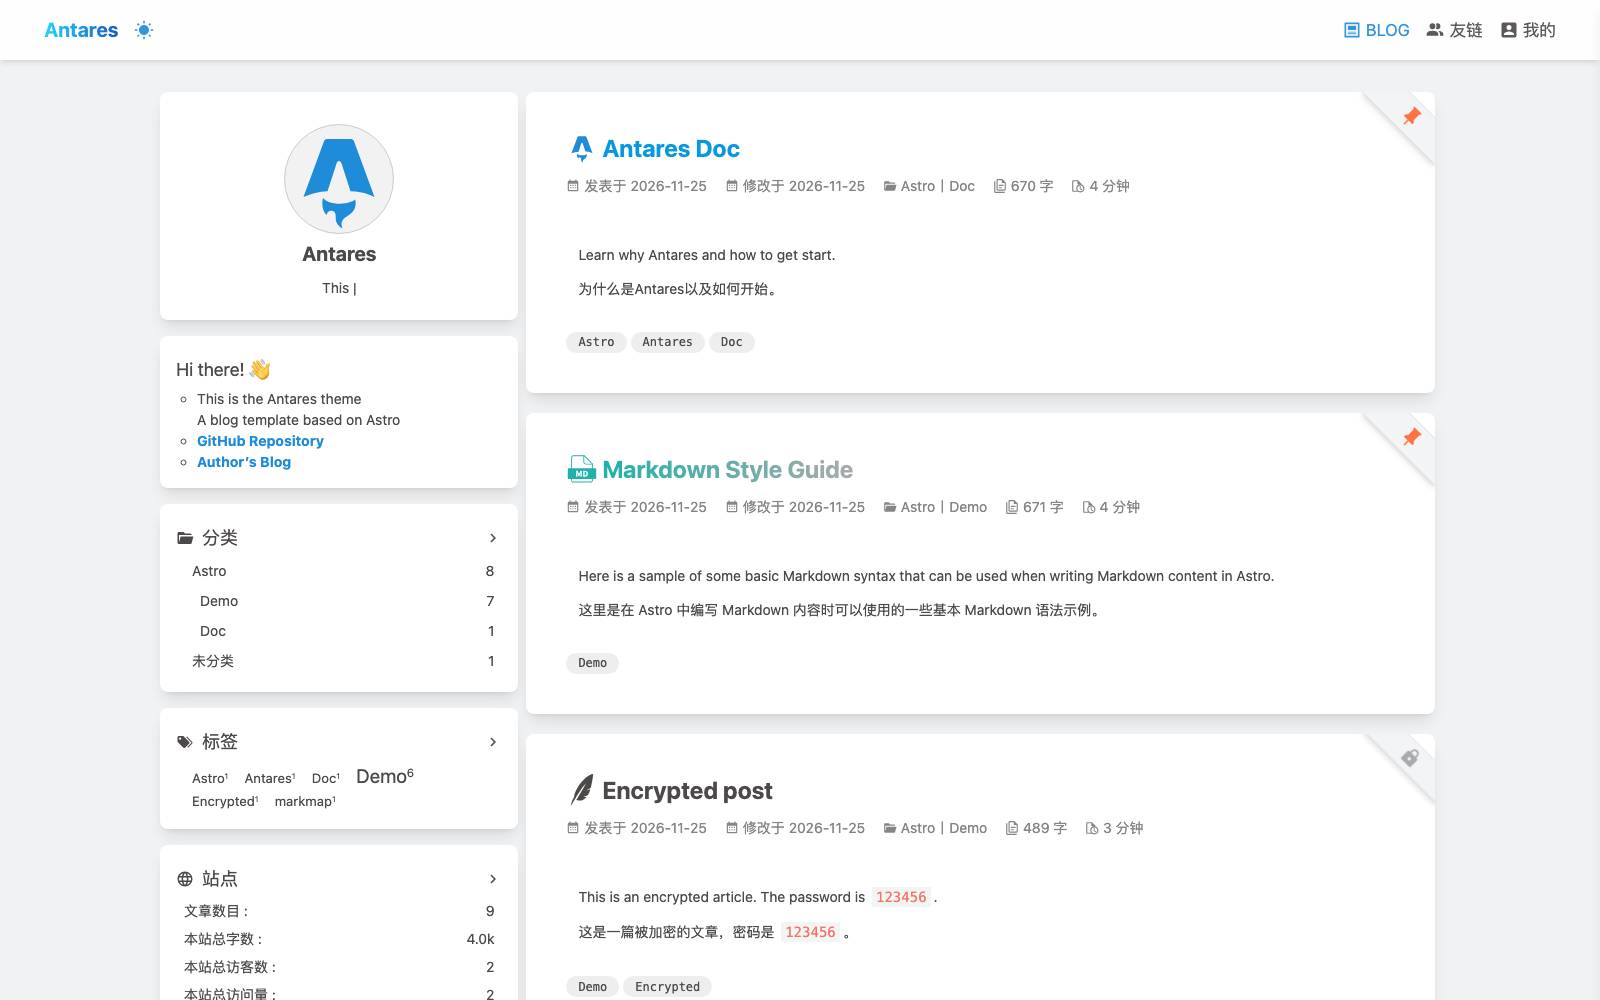 Antares
BLOG
友链
我的
Antares
This |
Hi there! 👋
This is the Antares theme
A blog template based on Astro
GitHub Repository
Author’s Blog
分类
Astro 8
Demo 7
Doc 1
未分类 1
标签
Astro¹ Antares¹ Doc¹ Demo⁶
Encrypted¹ markmap¹
站点
文章数目 : 9
本站总字数 : 4.0k
本站总访客数 : 2
本站总访问量 : 2
Antares Doc
发表于 2026-11-25 修改于 2026-11-25 Astro | Doc 670 字 4 分钟
Learn why Antares and how to get start.
为什么是Antares以及如何开始。
Astro Antares Doc
MD Markdown Style Guide
发表于 2026-11-25 修改于 2026-11-25 Astro | Demo 671 字 4 分钟
Here is a sample of some basic Markdown syntax that can be used when writing Markdown content in Astro.
这里是在 Astro 中编写 Markdown 内容时可以使用的一些基本 Markdown 语法示例。
Demo
Encrypted post
发表于 2026-11-25 修改于 2026-11-25 Astro | Demo 489 字 3 分钟
This is an encrypted article. The password is 123456 .
这是一篇被加密的文章，密码是 123456 。
Demo Encrypted